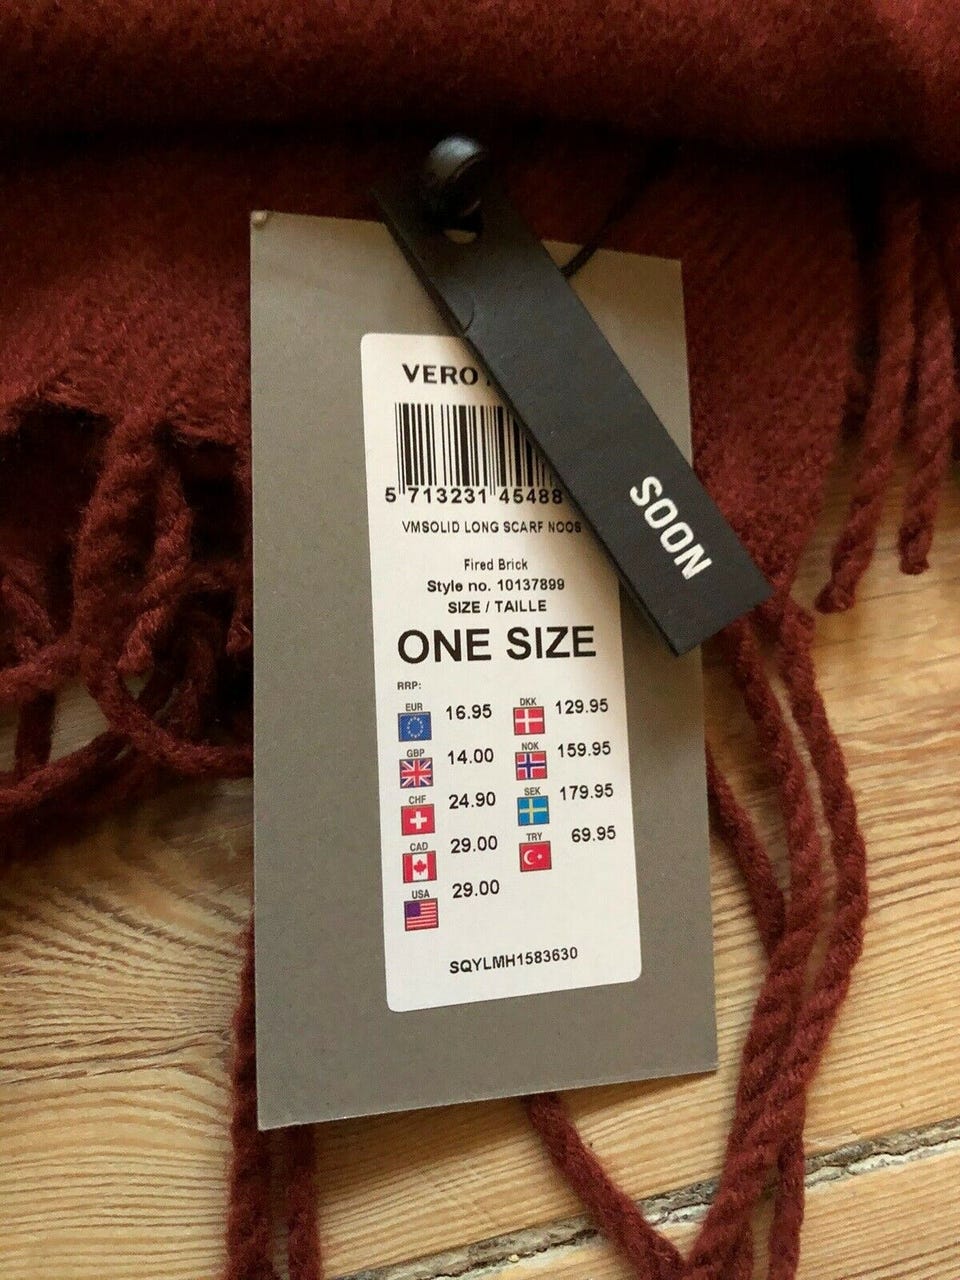 VERO
5 713231 45488
VMSOLID LONG SCARF NOOS
Fired Brick
Style no. 10137899
SIZE / TAILLE
ONE SIZE
RRP:
EUR 16.95
GBP 14.00
CHF 24.90
CAD 29.00
USA 29.00
DKK 129.95
NOK 159.95
SEK 179.95
TRY 69.95
SQYLMH1583630
NOOS